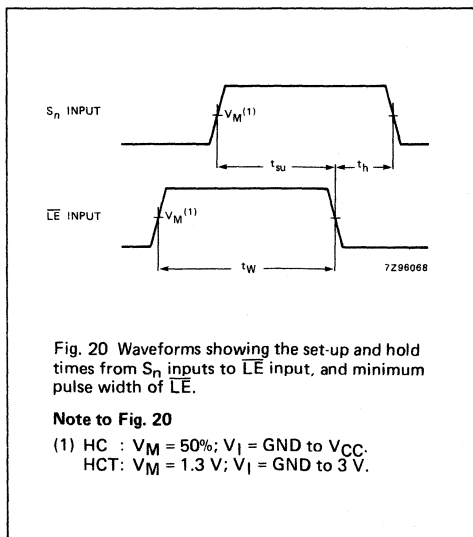 Sn INPUT
VM(1)
tsu
th
LE INPUT
VM(1)
tW
7Z96068
Fig. 20 Waveforms showing the set-up and hold
times from Sn inputs to LE input, and minimum
pulse width of LE.
Note to Fig. 20
(1) HC : VM = 50%; VI = GND to VCC.
HCT: VM = 1.3 V; VI = GND to 3 V.